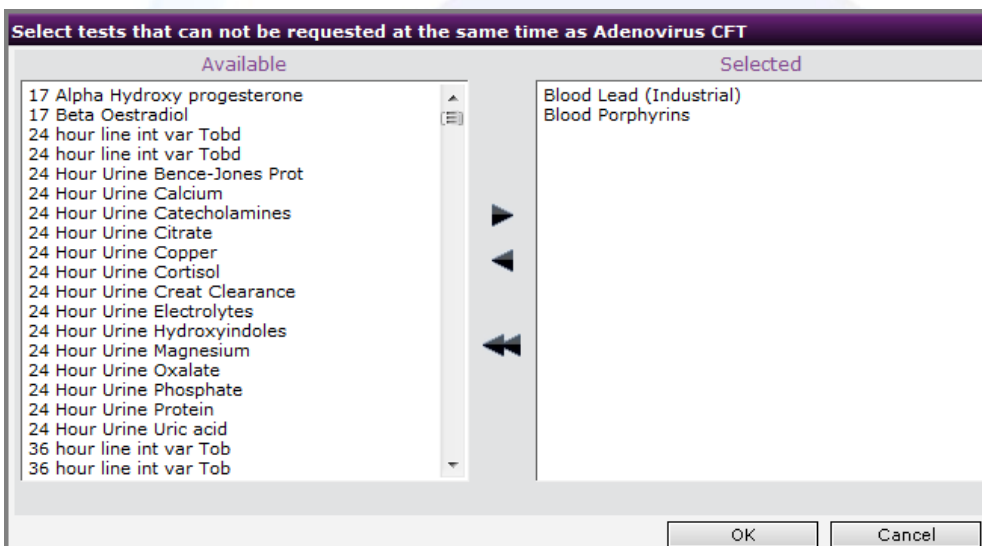 Select tests that can not be requested at the same time as Adenovirus CFT
Available
17 Alpha Hydroxy progesterone
17 Beta Oestradiol
24 hour line int var Tobd
24 hour line int var Tobd
24 Hour Urine Bence-Jones Prot
24 Hour Urine Calcium
24 Hour Urine Catecholamines
24 Hour Urine Citrate
24 Hour Urine Copper
24 Hour Urine Cortisol
24 Hour Urine Creat Clearance
24 Hour Urine Electrolytes
24 Hour Urine Hydroxyindoles
24 Hour Urine Magnesium
24 Hour Urine Oxalate
24 Hour Urine Phosphate
24 Hour Urine Protein
24 Hour Urine Uric acid
36 hour line int var Tob
36 hour line int var Tob
Selected
Blood Lead (Industrial)
Blood Porphyrins
OK
Cancel